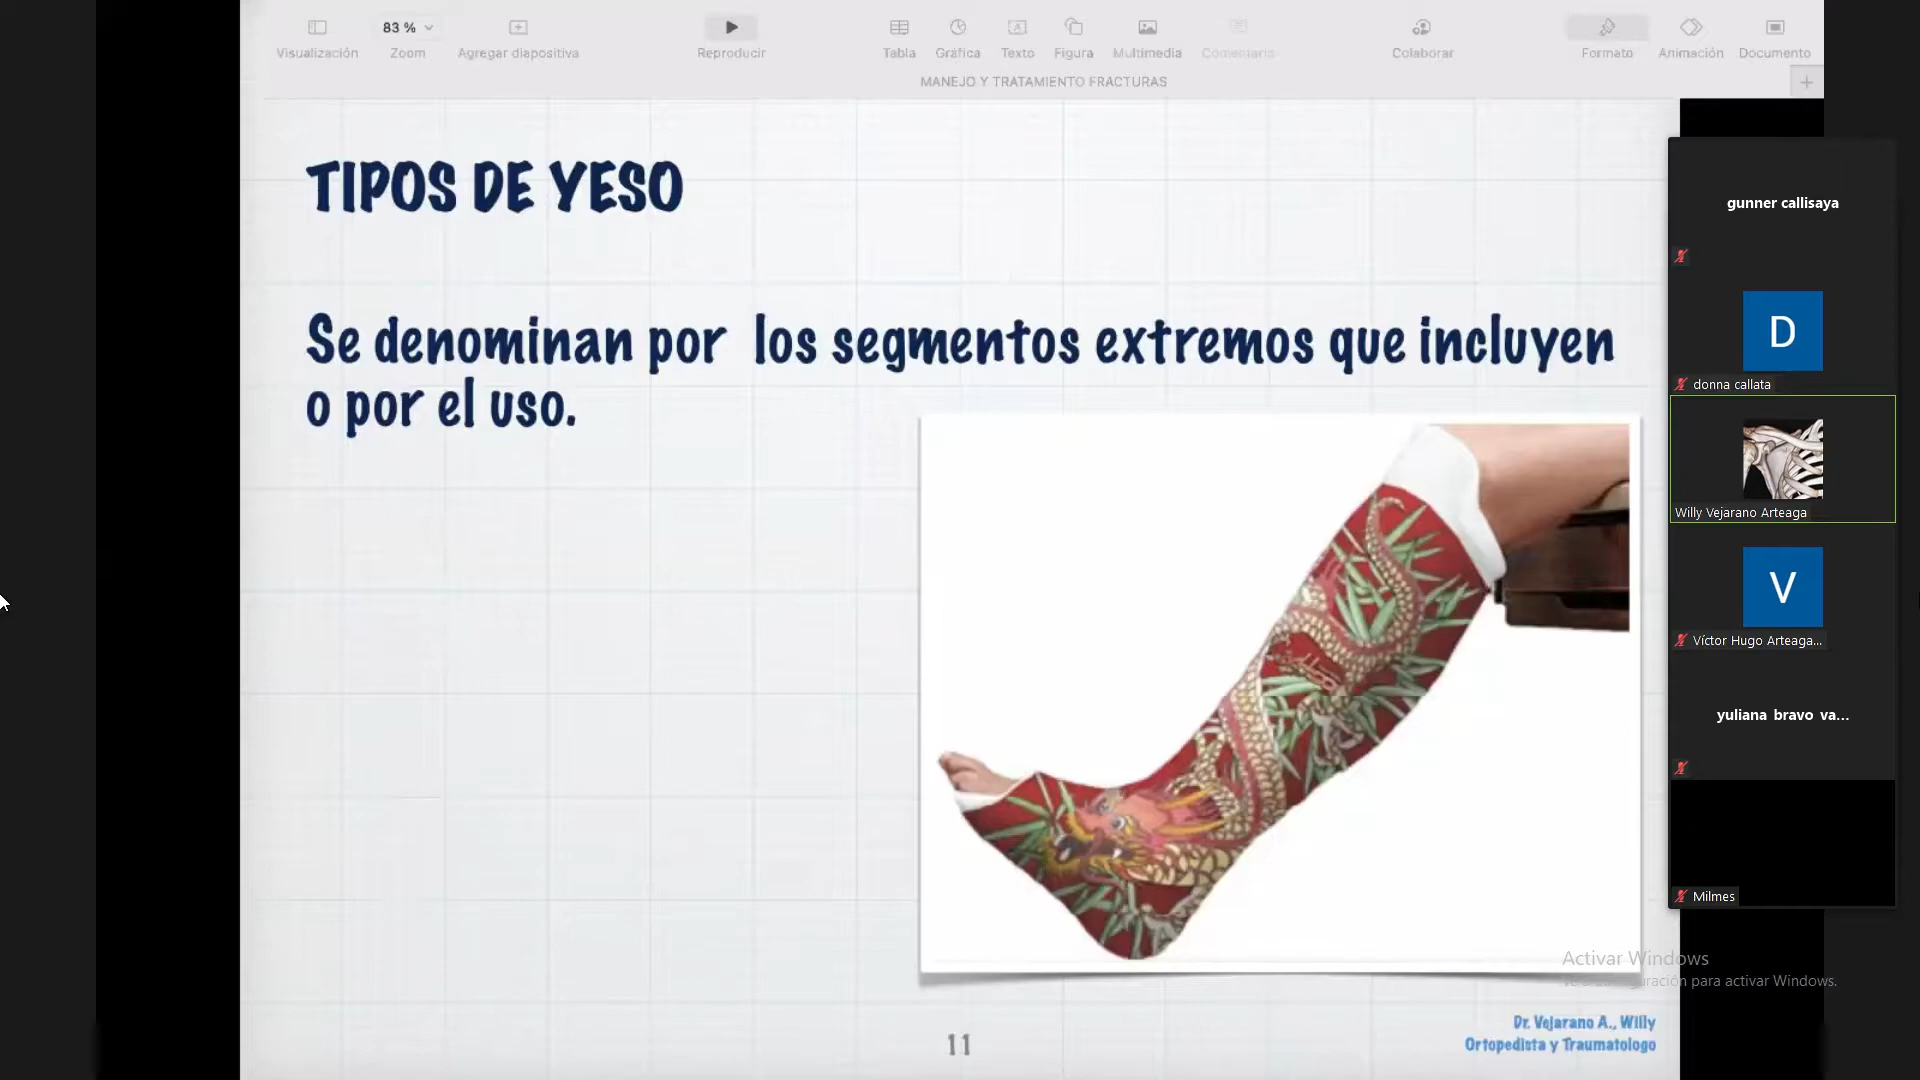 83 %
Visualización Zoom Agregar diapositiva Reproducir Tabla Gráfica Texto Figura Multimedia Comentario Colaborar Formato Animación Documento
MANEJO Y TRATAMIENTO FRACTURAS
TIPOS DE YESO
Se denominan por los segmentos extremos que incluyen
o por el uso.
11
Dr. Vejarano A., Willy
Ortopedista y Traumatologo
gunner callisaya
D
donna callata
Willy Vejarano Arteaga
V
Víctor Hugo Arteaga...
yuliana bravo va...
Milmes
Activar Windows
para activar Windows.